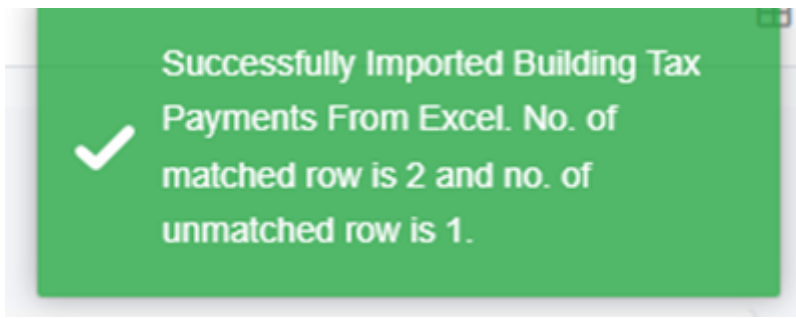 Successfully Imported Building Tax
Payments From Excel. No. of
matched row is 2 and no. of
unmatched row is 1.